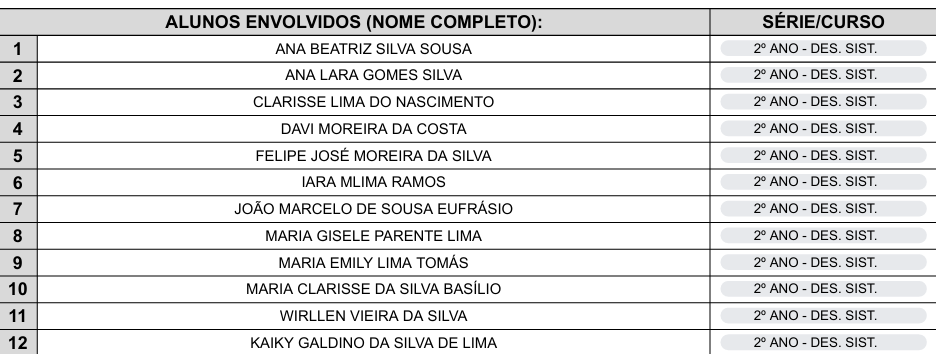 ALUNOS ENVOLVIDOS (NOME COMPLETO): SÉRIE/CURSO
1 ANA BEATRIZ SILVA SOUSA 2º ANO - DES. SIST.
2 ANA LARA GOMES SILVA 2º ANO - DES. SIST.
3 CLARISSE LIMA DO NASCIMENTO 2º ANO - DES. SIST.
4 DAVI MOREIRA DA COSTA 2º ANO - DES. SIST.
5 FELIPE JOSÉ MOREIRA DA SILVA 2º ANO - DES. SIST.
6 IARA MLIMA RAMOS 2º ANO - DES. SIST.
7 JOÃO MARCELO DE SOUSA EUFRÁSIO 2º ANO - DES. SIST.
8 MARIA GISELE PARENTE LIMA 2º ANO - DES. SIST.
9 MARIA EMILY LIMA TOMÁS 2º ANO - DES. SIST.
10 MARIA CLARISSE DA SILVA BASÍLIO 2º ANO - DES. SIST.
11 WIRLLEN VIEIRA DA SILVA 2º ANO - DES. SIST.
12 KAIKY GALDINO DA SILVA DE LIMA 2º ANO - DES. SIST.